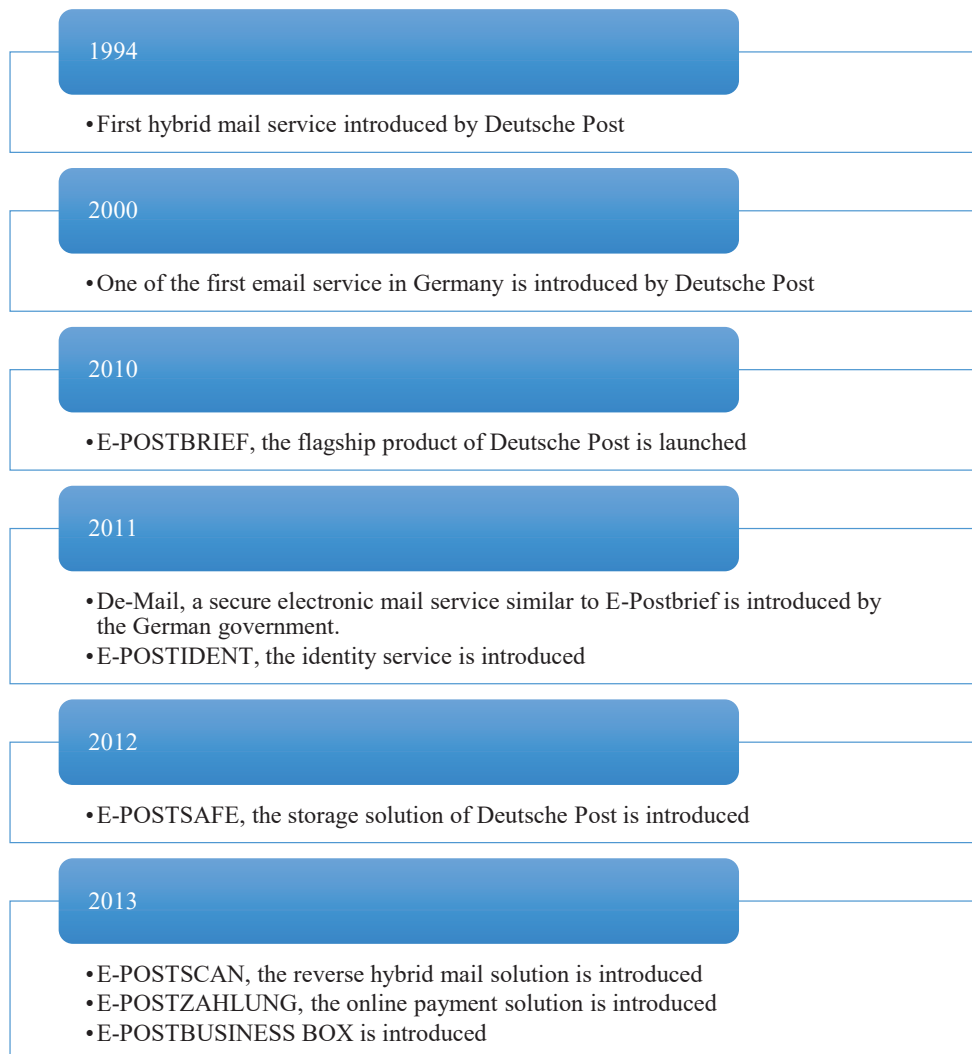 1994
•First hybrid mail service introduced by Deutsche Post
2000
•One of the first email service in Germany is introduced by Deutsche Post
2010
•E-POSTBRIEF, the flagship product of Deutsche Post is launched
2011
•De-Mail, a secure electronic mail service similar to E-Postbrief is introduced by
the German government.
•E-POSTIDENT, the identity service is introduced
2012
•E-POSTSAFE, the storage solution of Deutsche Post is introduced
2013
•E-POSTSCAN, the reverse hybrid mail solution is introduced
•E-POSTZAHLUNG, the online payment solution is introduced
•E-POSTBUSINESS BOX is introduced